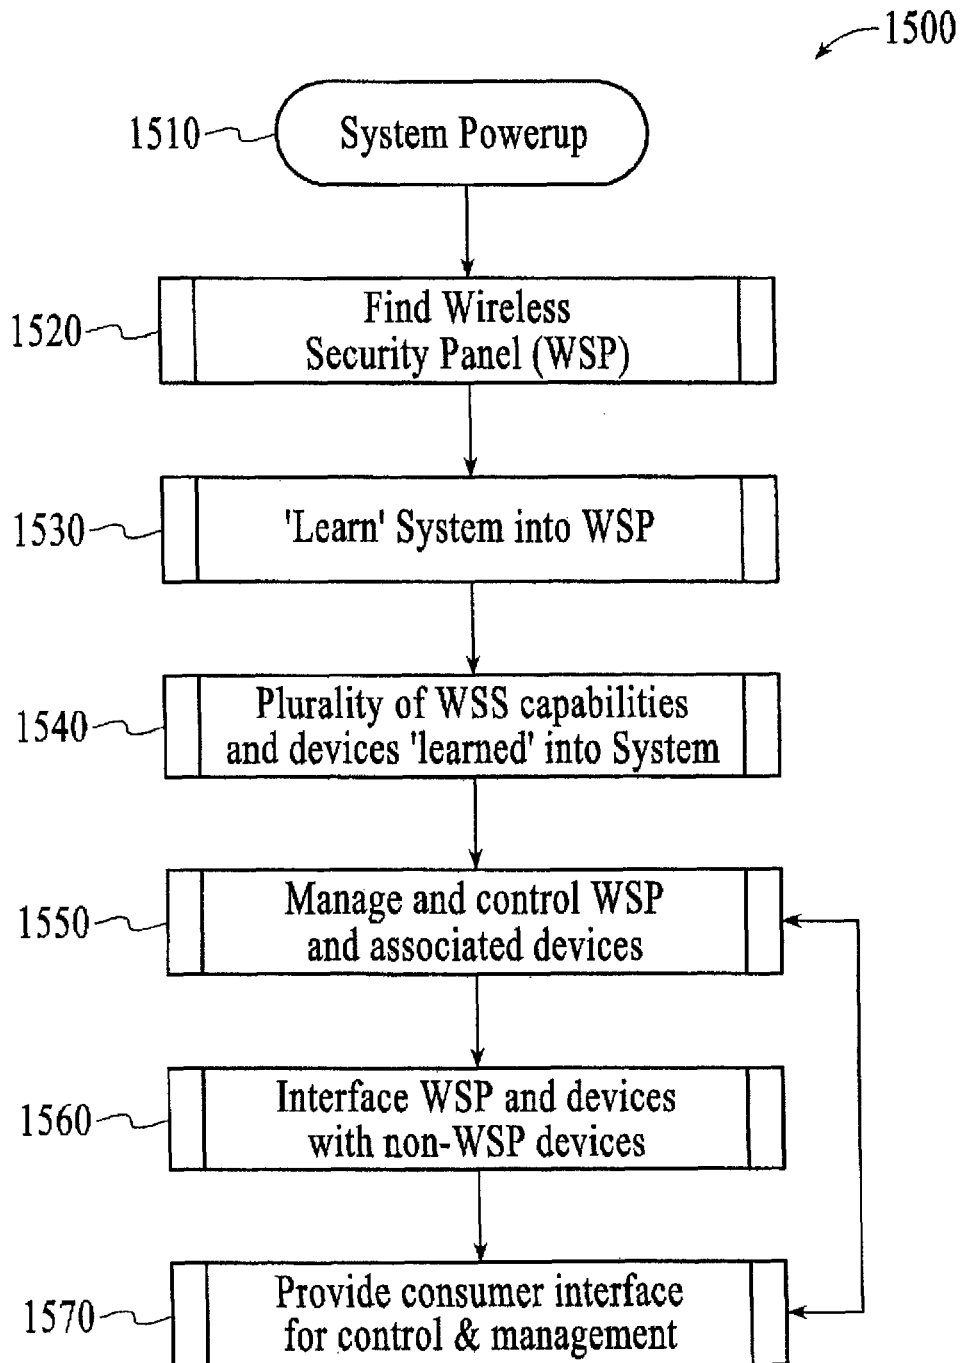 1500
1510
System Powerup
1520
Find Wireless
Security Panel (WSP)
1530
'Learn' System into WSP
1540
Plurality of WSS capabilities
and devices 'learned' into System
1550
Manage and control WSP
and associated devices
1560
Interface WSP and devices
with non-WSP devices
1570
Provide consumer interface
for control & management